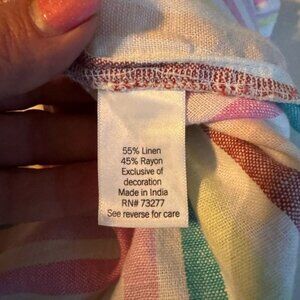 55% Linen
45% Rayon
Exclusive of
decoration
Made in India
RN# 73277
See reverse for care